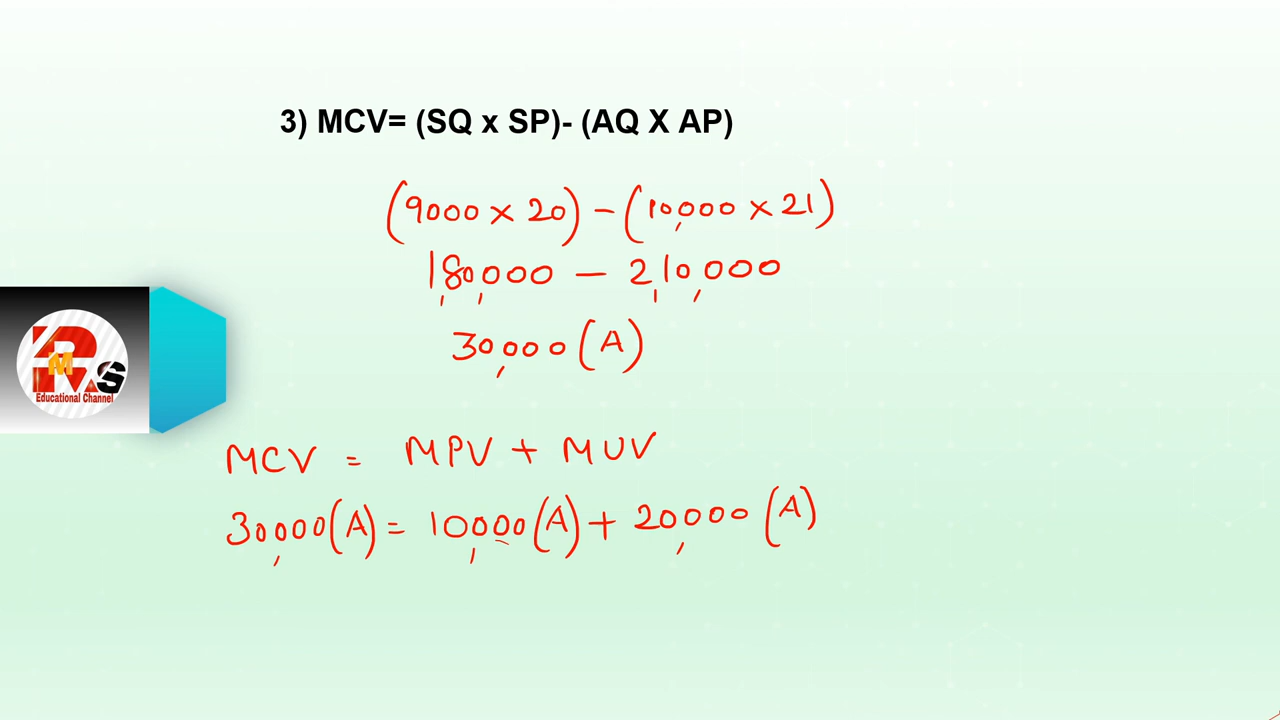 3) MCV= (SQ x SP)- (AQ X AP)
(9000 x 20) - (10,000 x 21)
1,80,000 - 2,10,000
30,000 (A)
M
S
Educational Channel
MCV = MPV + MUV
30,000 (A) = 10,000 (A) + 20,000 (A)